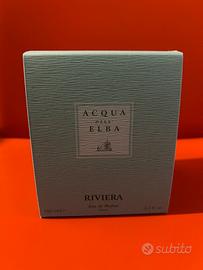 ACQUA
DELL'
ELBA
RIVIERA
Eau de Parfum
subito